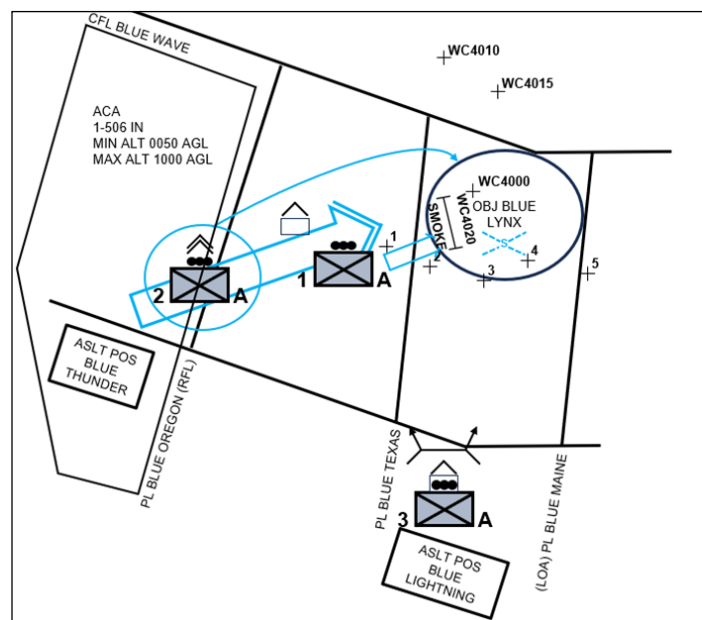 CFL BLUE WAVE
WC4010
WC4015
ACA
1-506 IN
MIN ALT 0050 AGL
MAX ALT 1000 AGL
WC4000
OBJ BLUE
LYNX
WC4020
SMOKE
S
1
2
3
4
5
2
A
1
A
ASLT POS
BLUE
THUNDER
PL BLUE OREGON (RFL)
PL BLUE TEXAS
(LOA) PL BLUE MAINE
3
A
ASLT POS
BLUE
LIGHTNING